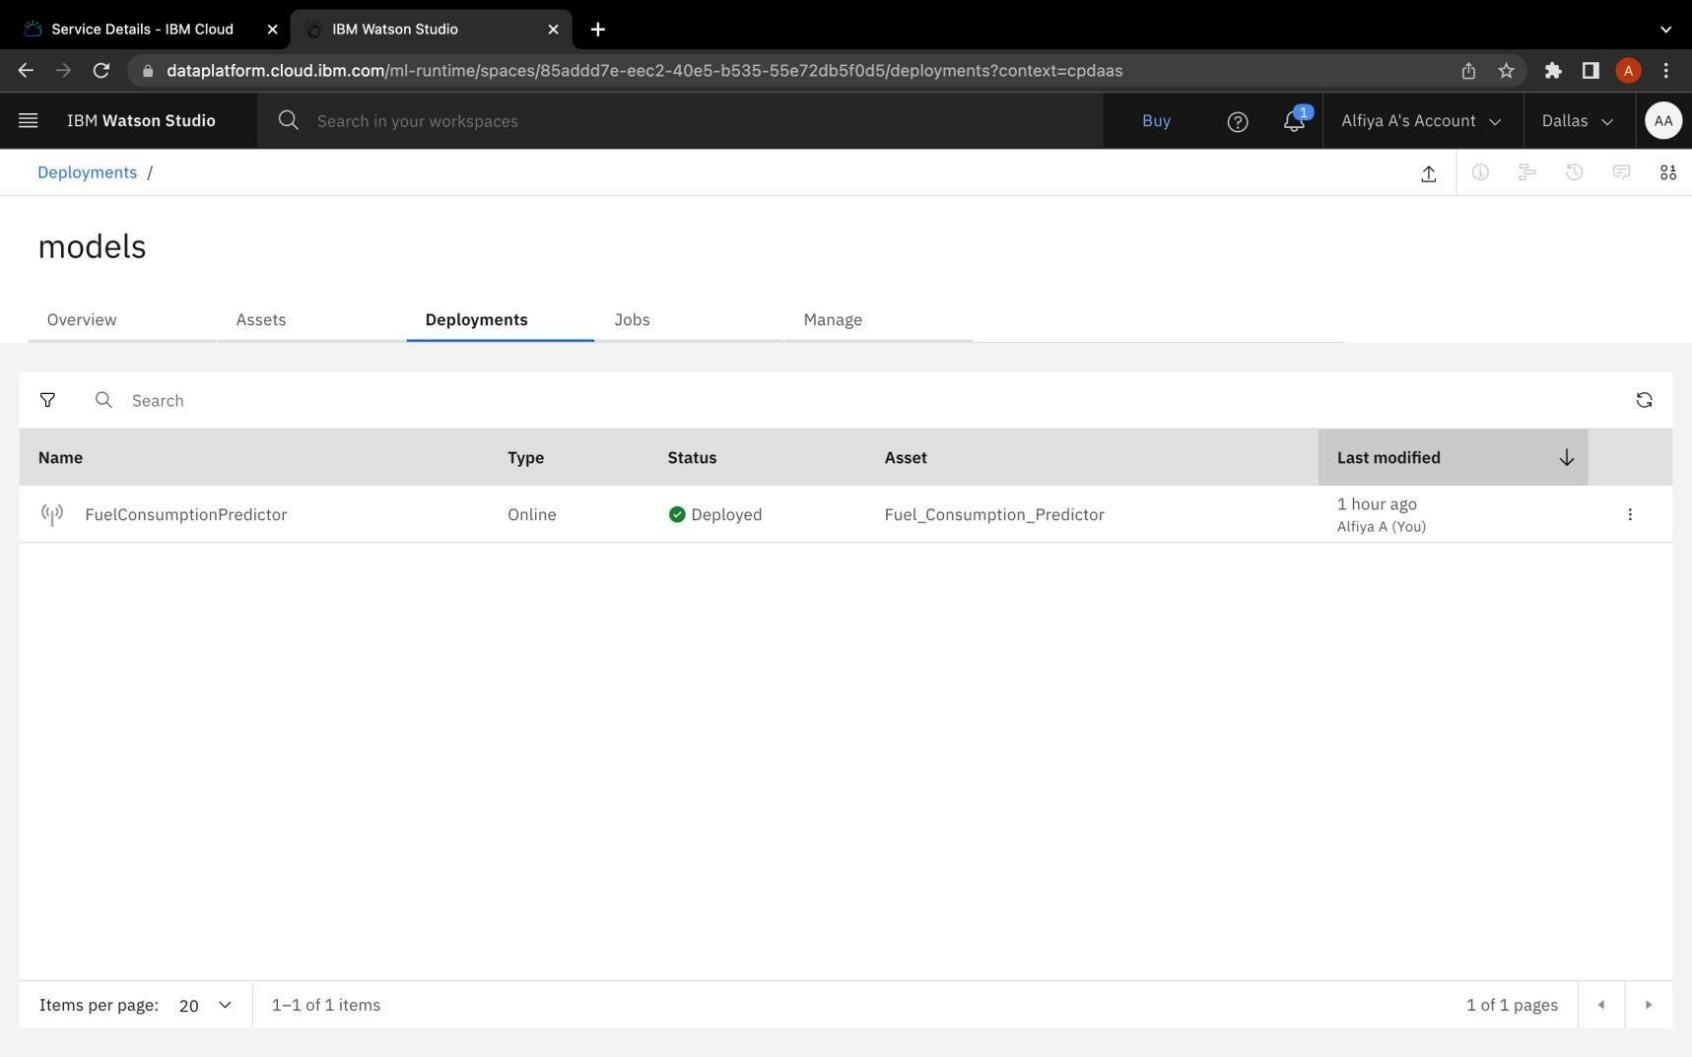 Service Details - IBM Cloud
IBM Watson Studio
dataplatform.cloud.ibm.com/ml-runtime/spaces/85addd7e-eec2-40e5-b535-55e72db5f0d5/deployments?context=cpdaas
A
IBM Watson Studio
Search in your workspaces
Buy
1
Alfiya A's Account
Dallas
AA
Deployments /
models
Overview
Assets
Deployments
Jobs
Manage
Search
Name
Type
Status
Asset
Last modified
FuelConsumptionPredictor
Online
Deployed
Fuel_Consumption_Predictor
1 hour ago
Alfiya A (You)
Items per page: 20
1–1 of 1 items
1 of 1 pages